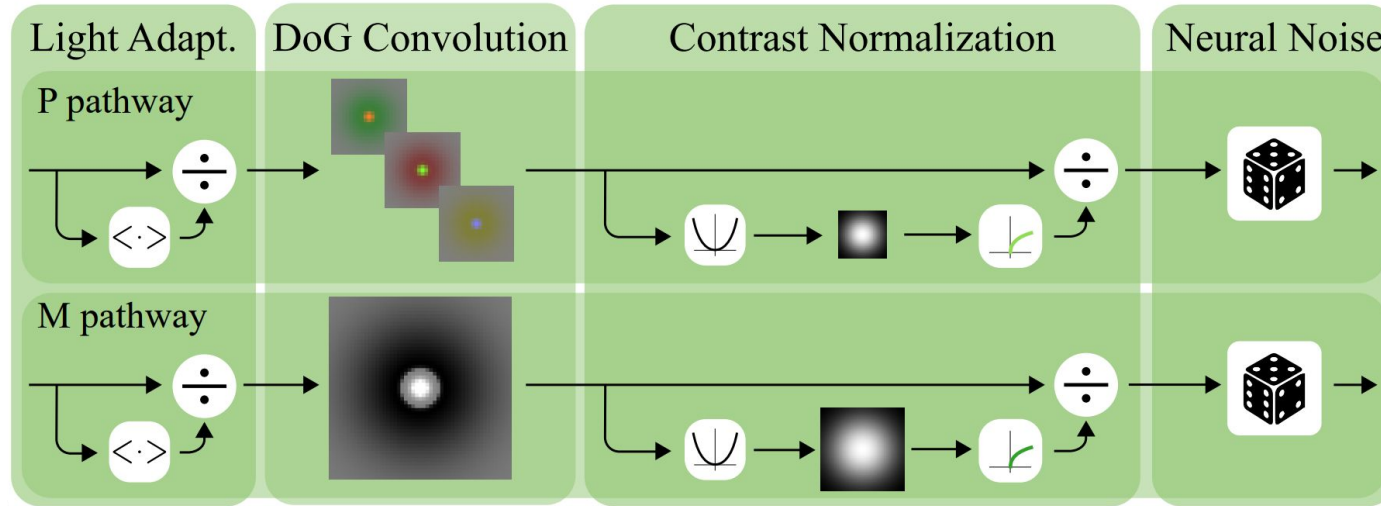 Light Adapt.
DoG Convolution
Contrast Normalization
Neural Noise
P pathway
< · >
M pathway
< · >